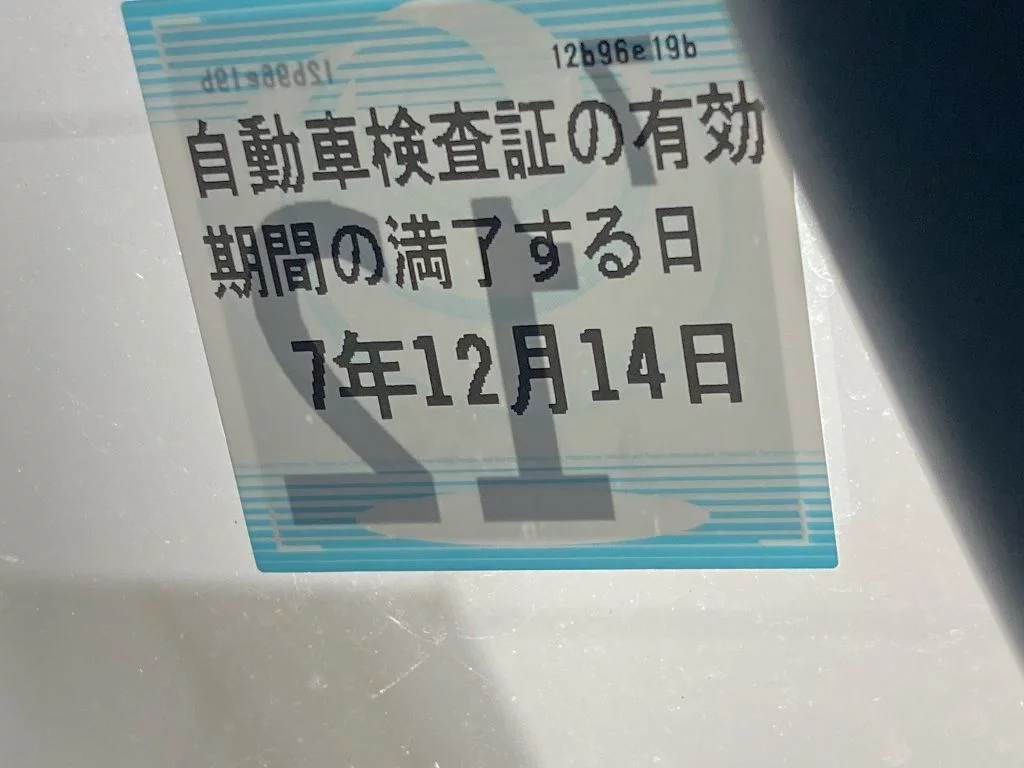 12b96e19b
自動車検査証の有効
期間の満了する日
7年12月14日